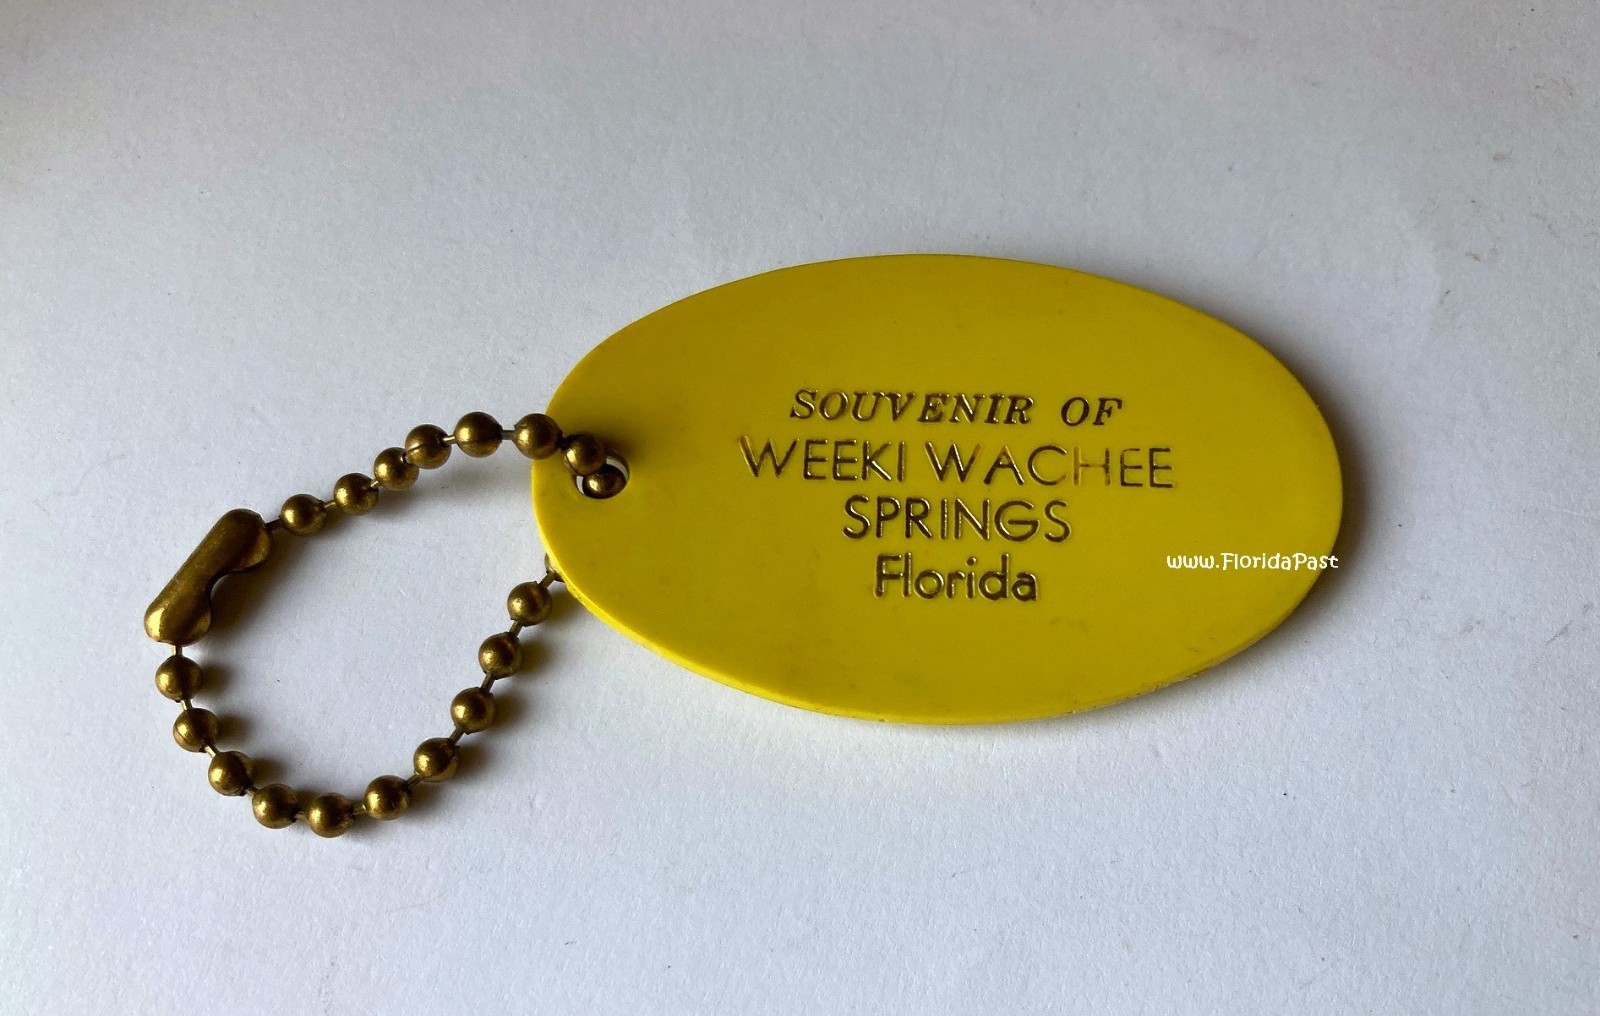 SOUVENIR OF
WEEKI WACHEE
SPRINGS
Florida
www.FloridaPast